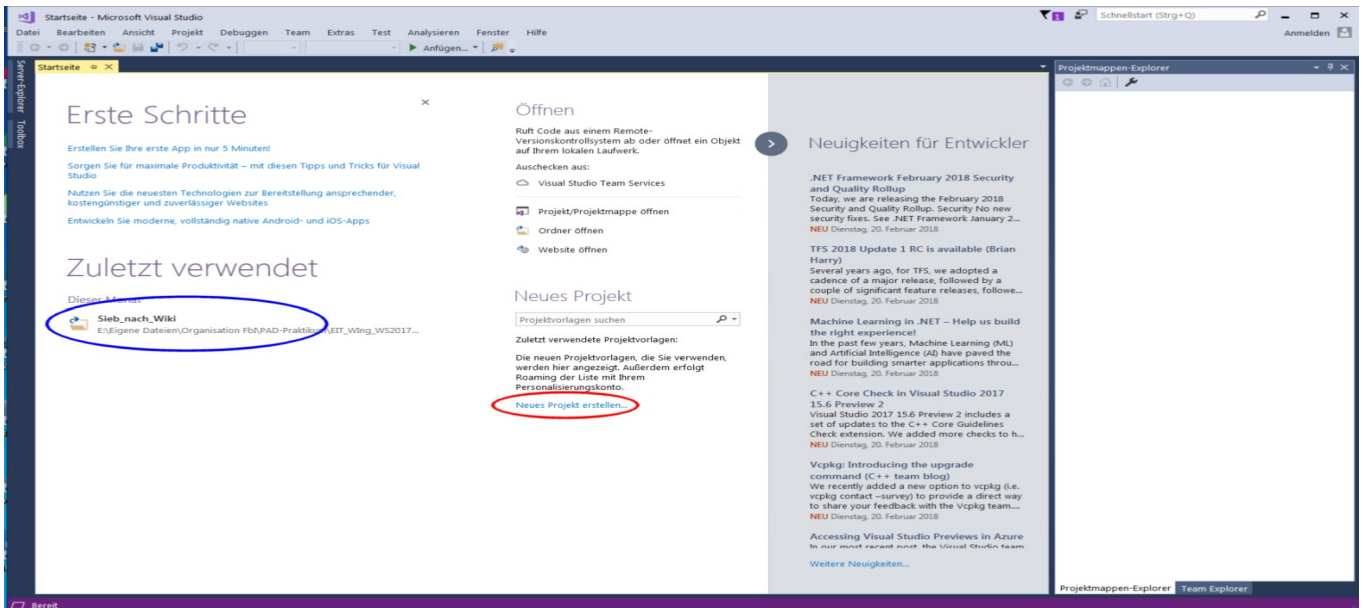 Startseite - Microsoft Visual Studio
1
Schnellstart (Strg+Q)
Datei Bearbeiten Ansicht Projekt Debuggen Team Extras Test Analysieren Fenster Hilfe
Anmelden
Anfügen...
Server-Explorer
Toolbox
Startseite
Erste Schritte
Erstellen Sie Ihre erste App in nur 5 Minuten!
Sorgen Sie für maximale Produktivität – mit diesen Tipps und Tricks für Visual
Studio
Nutzen Sie die neuesten Technologien zur Bereitstellung ansprechender,
kostengünstiger und zuverlässiger Websites
Entwickeln Sie moderne, vollständig native Android- und iOS-Apps
Zuletzt verwendet
Dieser Monat
Sieb_nach_Wiki
E:\Eigene Dateien\Organisation FbI\PAD-Praktikum\EIT_WIng_WS2017...
Öffnen
Ruft Code aus einem Remote-
Versionskontrollsystem ab oder öffnet ein Objekt
auf Ihrem lokalen Laufwerk.
Auschecken aus:
Visual Studio Team Services
Projekt/Projektmappe öffnen
Ordner öffnen
Website öffnen
Neues Projekt
Projektvorlagen suchen
Zuletzt verwendete Projektvorlagen:
Die neuen Projektvorlagen, die Sie verwenden,
werden hier angezeigt. Außerdem erfolgt
Roaming der Liste mit Ihrem
Personalisierungskonto.
Neues Projekt erstellen...
Neuigkeiten für Entwickler
.NET Framework February 2018 Security
and Quality Rollup
Today, we are releasing the February 2018
Security and Quality Rollup. Security No new
security fixes. See .NET Framework January 2...
NEU Dienstag, 20. Februar 2018
TFS 2018 Update 1 RC is available (Brian
Harry)
Several years ago, for TFS, we adopted a
cadence of a major release, followed by a
couple of significant feature releases, followe...
NEU Dienstag, 20. Februar 2018
Machine Learning in .NET – Help us build
the right experience!
In the past few years, Machine Learning (ML)
and Artificial Intelligence (AI) have paved the
road for building smarter applications throu...
NEU Dienstag, 20. Februar 2018
C++ Core Check in Visual Studio 2017
15.6 Preview 2
Visual Studio 2017 15.6 Preview 2 includes a
set of updates to the C++ Core Guidelines
Check extension. We added more checks to h...
NEU Dienstag, 20. Februar 2018
Vcpkg: Introducing the upgrade
command (C++ team blog)
We recently added a new option to vcpkg (i.e.
vcpkg contact –survey) to provide a direct way
to share your feedback with the Vcpkg team....
NEU Dienstag, 20. Februar 2018
Accessing Visual Studio Previews in Azure
In our most recent post, the Visual Studio team
Weitere Neuigkeiten...
Projektmappen-Explorer
Projektmappen-Explorer Team Explorer
Bereit